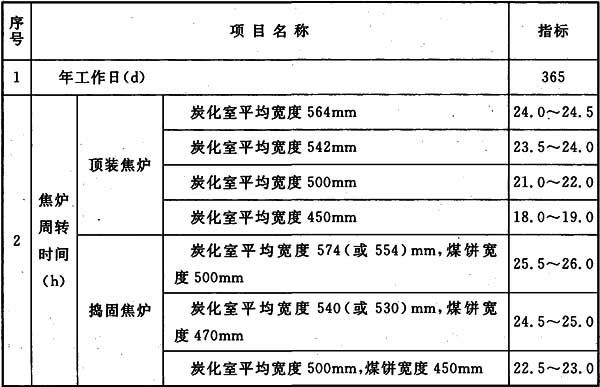 序号 项目名称 指标
1 年工作日(d) 365
2 焦炉周转时间(h) 顶装焦炉 炭化室平均宽度 564mm 24.0～24.5
炭化室平均宽度 542mm 23.5～24.0
炭化室平均宽度 500mm 21.0～22.0
炭化室平均宽度 450mm 18.0～19.0
捣固焦炉 炭化室平均宽度 574(或 554)mm,煤饼宽
度 500mm 25.5～26.0
炭化室平均宽度 540(或 530)mm,煤饼宽
度 470mm 24.5～25.0
炭化室平均宽度 500mm,煤饼宽度 450mm 22.5～23.0